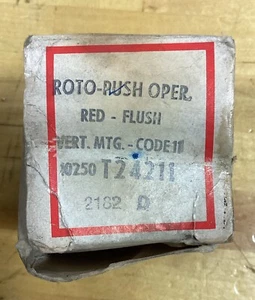 ROTO-PUSH OPER.
RED - FLUSH
VERT. MTG. - CODE 11
10250 T24211
2182 R